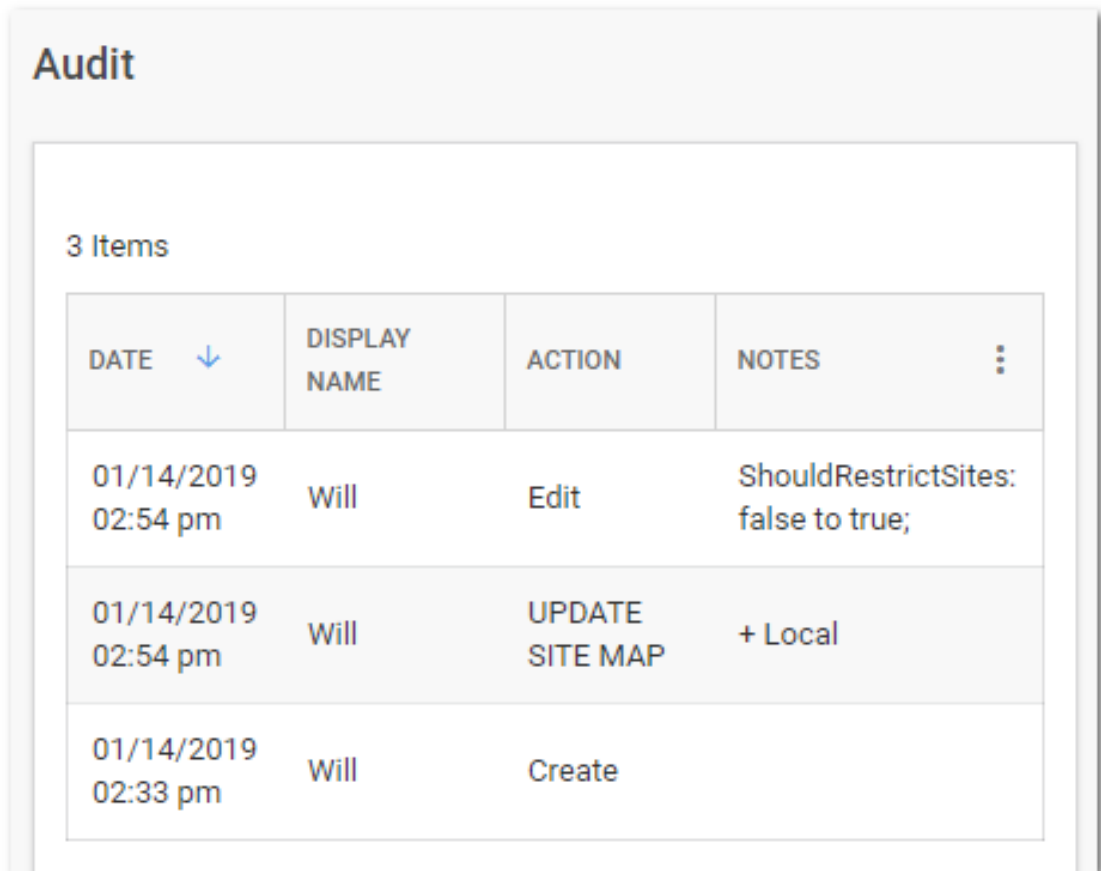 Audit
3 Items
DATE
DISPLAY
NAME
ACTION
NOTES
01/14/2019
02:54 pm
Will
Edit
ShouldRestrictSites:
false to true;
01/14/2019
02:54 pm
Will
UPDATE
SITE MAP
+ Local
01/14/2019
02:33 pm
Will
Create